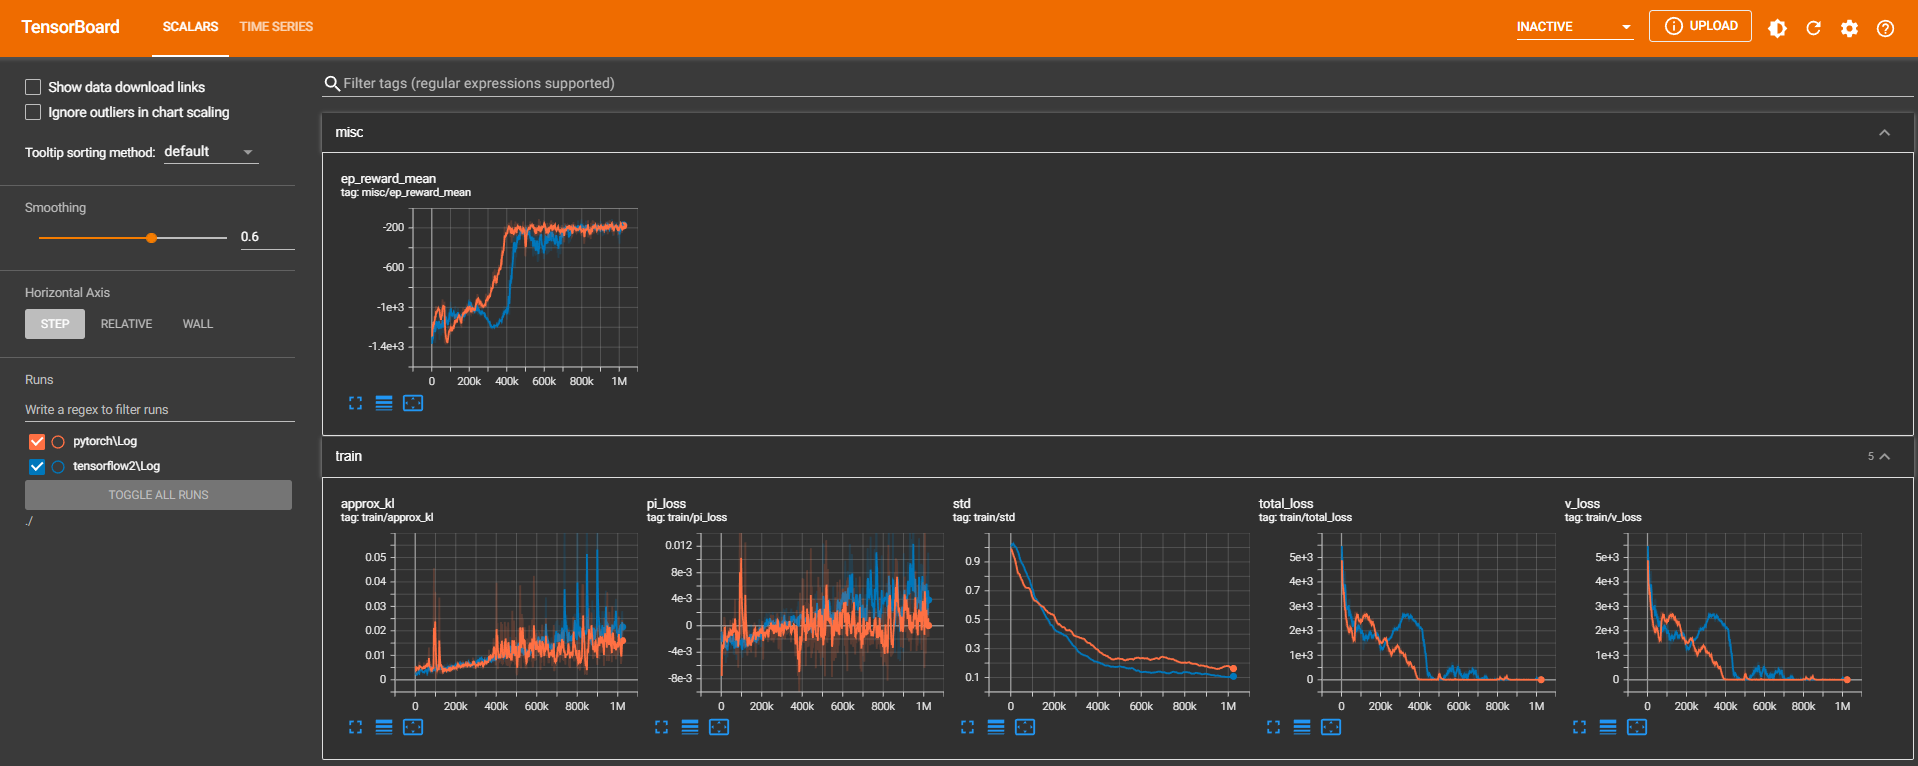 TensorBoard SCALARS TIME SERIES INACTIVE UPLOAD
Show data download links
Ignore outliers in chart scaling
Tooltip sorting method: default
Smoothing
0.6
Horizontal Axis
STEP RELATIVE WALL
Runs
Write a regex to filter runs
pytorch\Log
tensorflow2\Log
TOGGLE ALL RUNS
./
Filter tags (regular expressions supported)
misc
ep_reward_mean
tag: misc/ep_reward_mean
-200
-600
-1e+3
-1.4e+3
0 200k 400k 600k 800k 1M
train 5
approx_kl
tag: train/approx_kl
0.05
0.04
0.03
0.02
0.01
0
0 200k 400k 600k 800k 1M
pi_loss
tag: train/pi_loss
0.012
8e-3
4e-3
0
-4e-3
-8e-3
0 200k 400k 600k 800k 1M
std
tag: train/std
0.9
0.7
0.5
0.3
0.1
0 200k 400k 600k 800k 1M
total_loss
tag: train/total_loss
5e+3
4e+3
3e+3
2e+3
1e+3
0
0 200k 400k 600k 800k 1M
v_loss
tag: train/v_loss
5e+3
4e+3
3e+3
2e+3
1e+3
0
0 200k 400k 600k 800k 1M